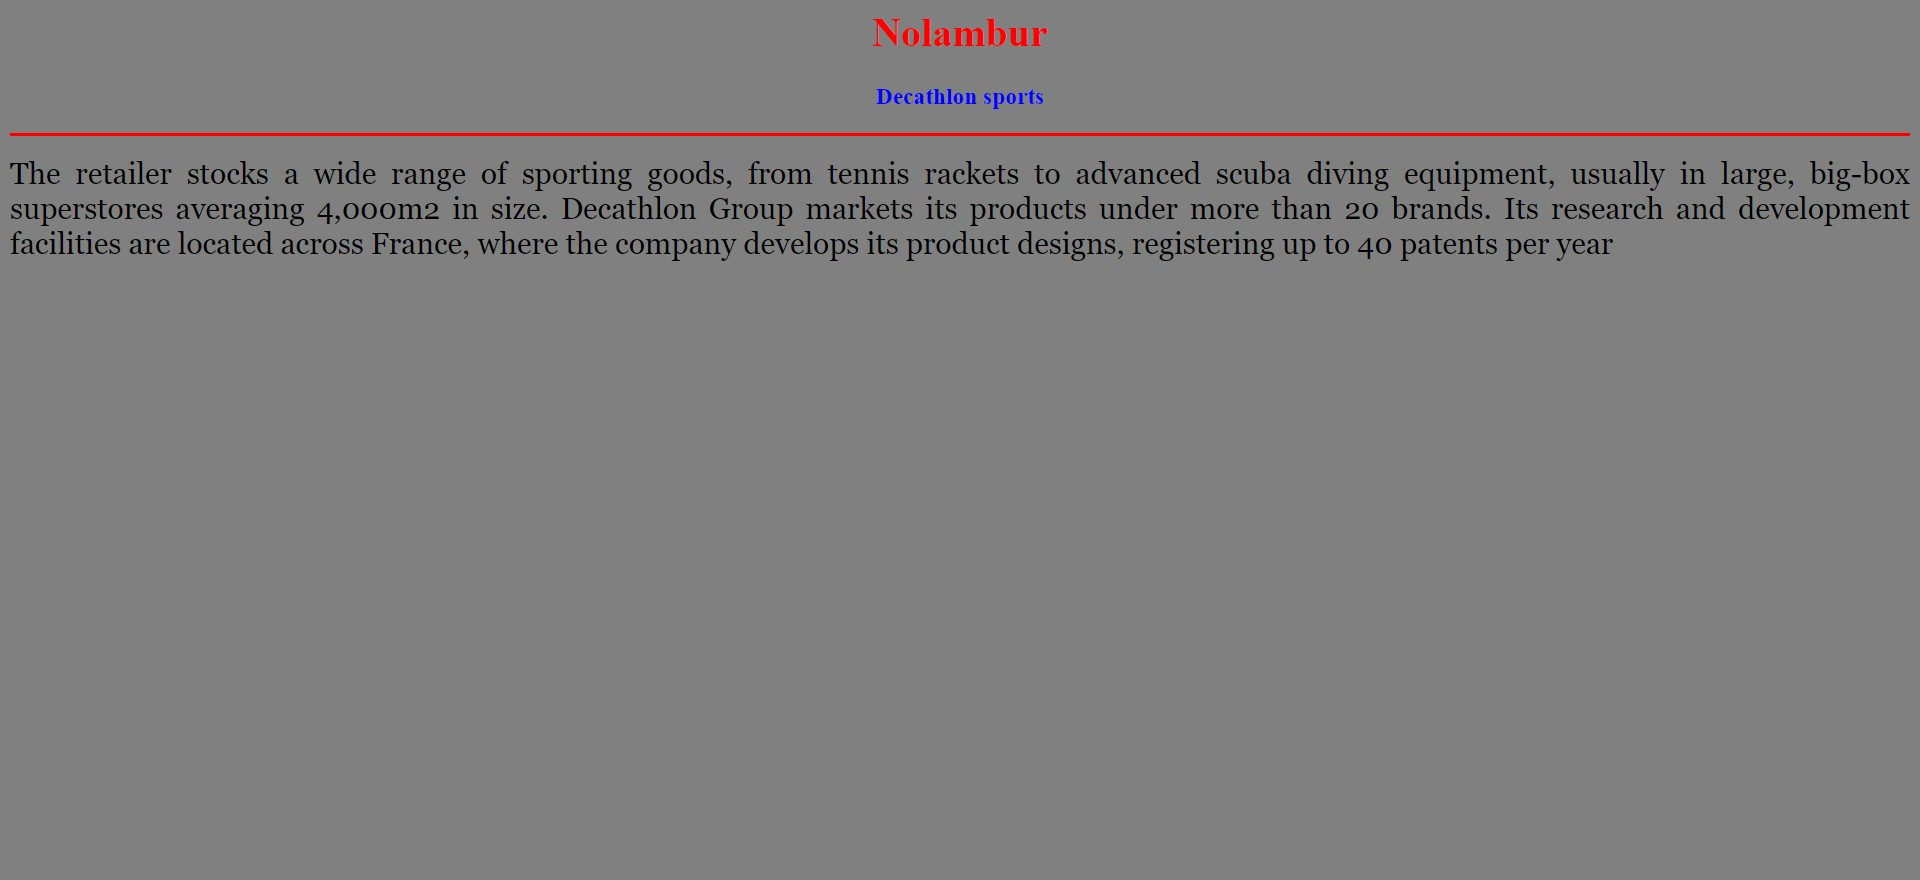 Nolambur
Decathlon sports
The retailer stocks a wide range of sporting goods, from tennis rackets to advanced scuba diving equipment, usually in large, big-box
superstores averaging 4,000m2 in size. Decathlon Group markets its products under more than 20 brands. Its research and development
facilities are located across France, where the company develops its product designs, registering up to 40 patents per year